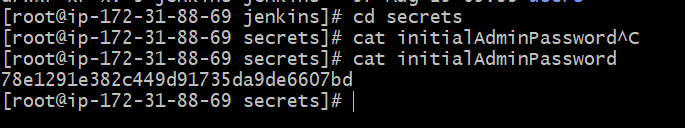 [root@ip-172-31-88-69 jenkins]# cd secrets
[root@ip-172-31-88-69 secrets]# cat initialAdminPassword^C
[root@ip-172-31-88-69 secrets]# cat initialAdminPassword
78e1291e382c449d91735da9de6607bd
[root@ip-172-31-88-69 secrets]#